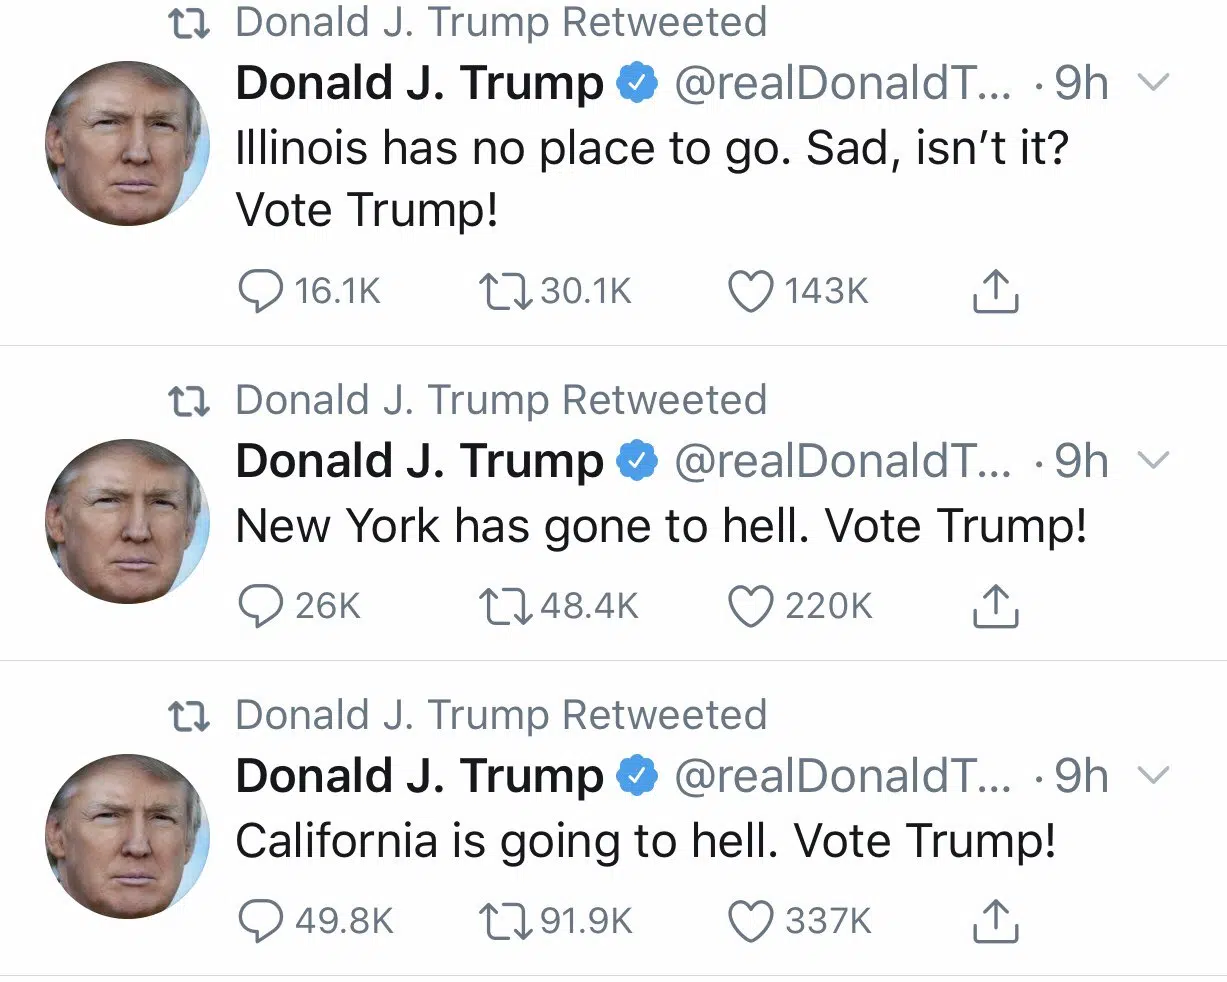 Donald J. Trump Retweeted
Donald J. Trump @realDonaldT... · 9h
Illinois has no place to go. Sad, isn’t it?
Vote Trump!
16.1K 30.1K 143K
Donald J. Trump Retweeted
Donald J. Trump @realDonaldT... · 9h
New York has gone to hell. Vote Trump!
26K 48.4K 220K
Donald J. Trump Retweeted
Donald J. Trump @realDonaldT... · 9h
California is going to hell. Vote Trump!
49.8K 91.9K 337K